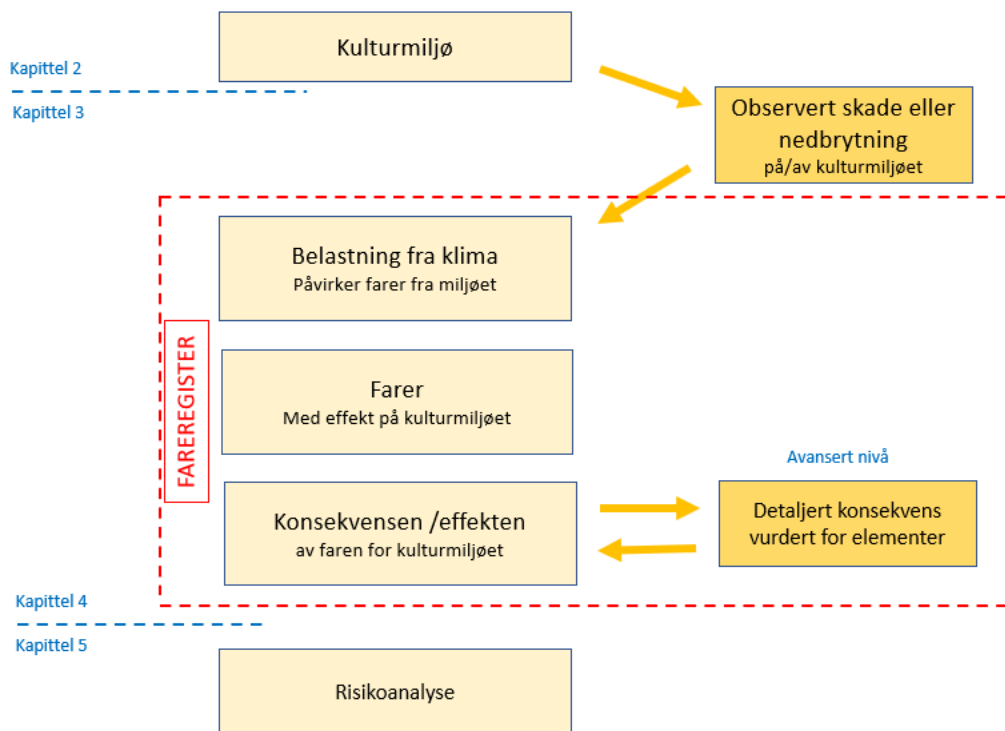 Kulturmiljø
Kapittel 2
Kapittel 3
Observert skade eller
nedbrytning
på/av kulturmiljøet
Belastning fra klima
Påvirker farer fra miljøet
FAREREGISTER
Farer
Med effekt på kulturmiljøet
Avansert nivå
Konsekvensen /effekten
av faren for kulturmiljøet
Detaljert konsekvens
vurdert for elementer
Kapittel 4
Kapittel 5
Risikoanalyse